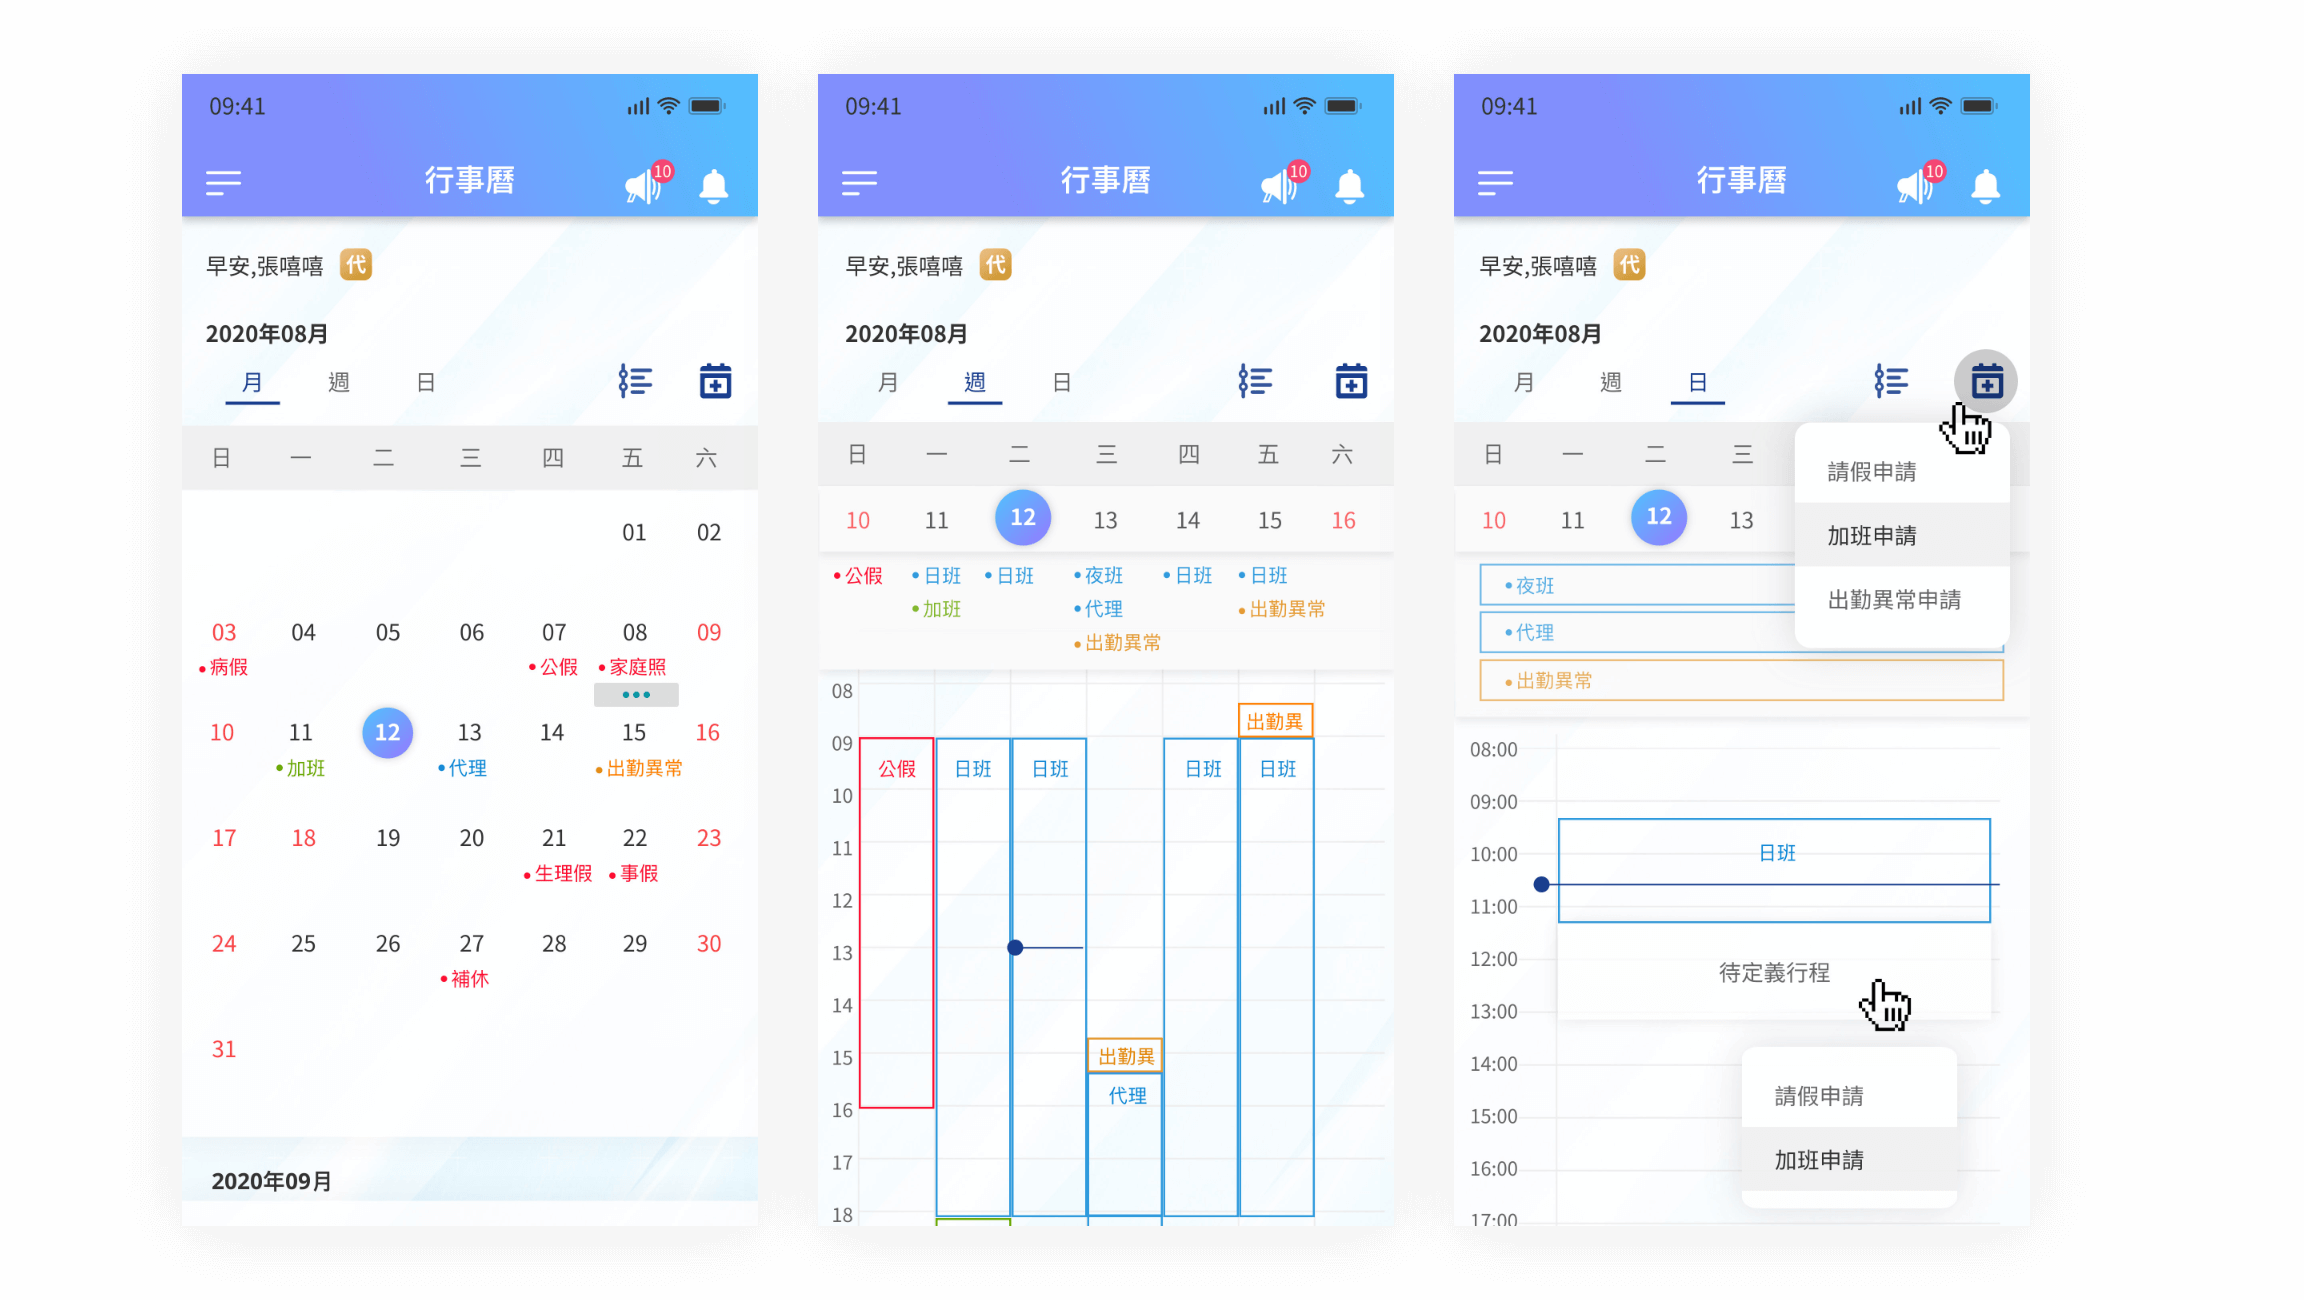 09:41
行事曆
10
早安,張嘻嘻 代
2020年08月
月 週 日
日 一 二 三 四 五 六
01 02
03 04 05 06 07 08 09
•病假 •公假 •家庭照
•••
10 11 12 13 14 15 16
•加班 •代理 •出勤異常
17 18 19 20 21 22 23
•生理假 •事假
24 25 26 27 28 29 30
•補休
31
2020年09月
09:41
行事曆
10
早安,張嘻嘻 代
2020年08月
月 週 日
日 一 二 三 四 五 六
10 11 12 13 14 15 16
•公假 •日班 •日班 •夜班 •日班 •日班
•加班 •代理 •出勤異常
•出勤異常
08
出勤異
09
公假 日班 日班 日班 日班
10
11
12
13
14
15 出勤異
代理
16
17
18
09:41
行事曆
10
早安,張嘻嘻 代
2020年08月
月 週 日
日 一 二 三
10 11 12 13
請假申請
加班申請
出勤異常申請
•夜班
•代理
•出勤異常
08:00
09:00
10:00 日班
11:00
12:00 待定義行程
13:00
14:00
請假申請
15:00
加班申請
16:00
17:00